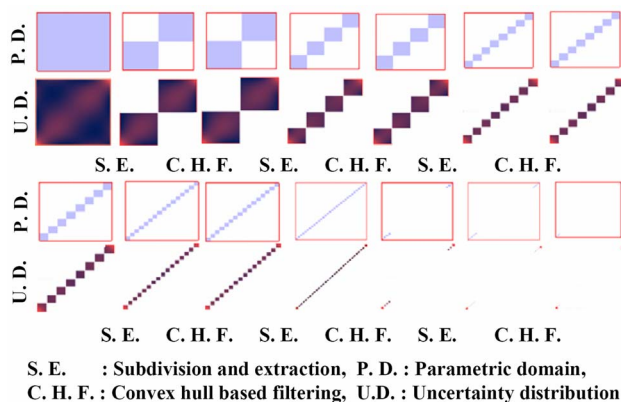 P. D.
U. D.
S. E. C. H. F. S. E. C. H. F. S. E. C. H. F.
P. D.
U. D.
S. E. C. H. F. S. E. C. H. F. S. E. C. H. F.
S. E. : Subdivision and extraction, P. D. : Parametric domain,
C. H. F. : Convex hull based filtering, U.D. : Uncertainty distribution